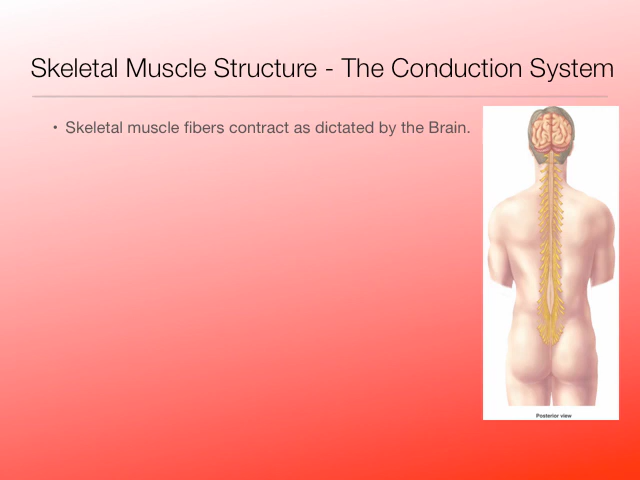 Skeletal Muscle Structure - The Conduction System
• Skeletal muscle fibers contract as dictated by the Brain.
Posterior view